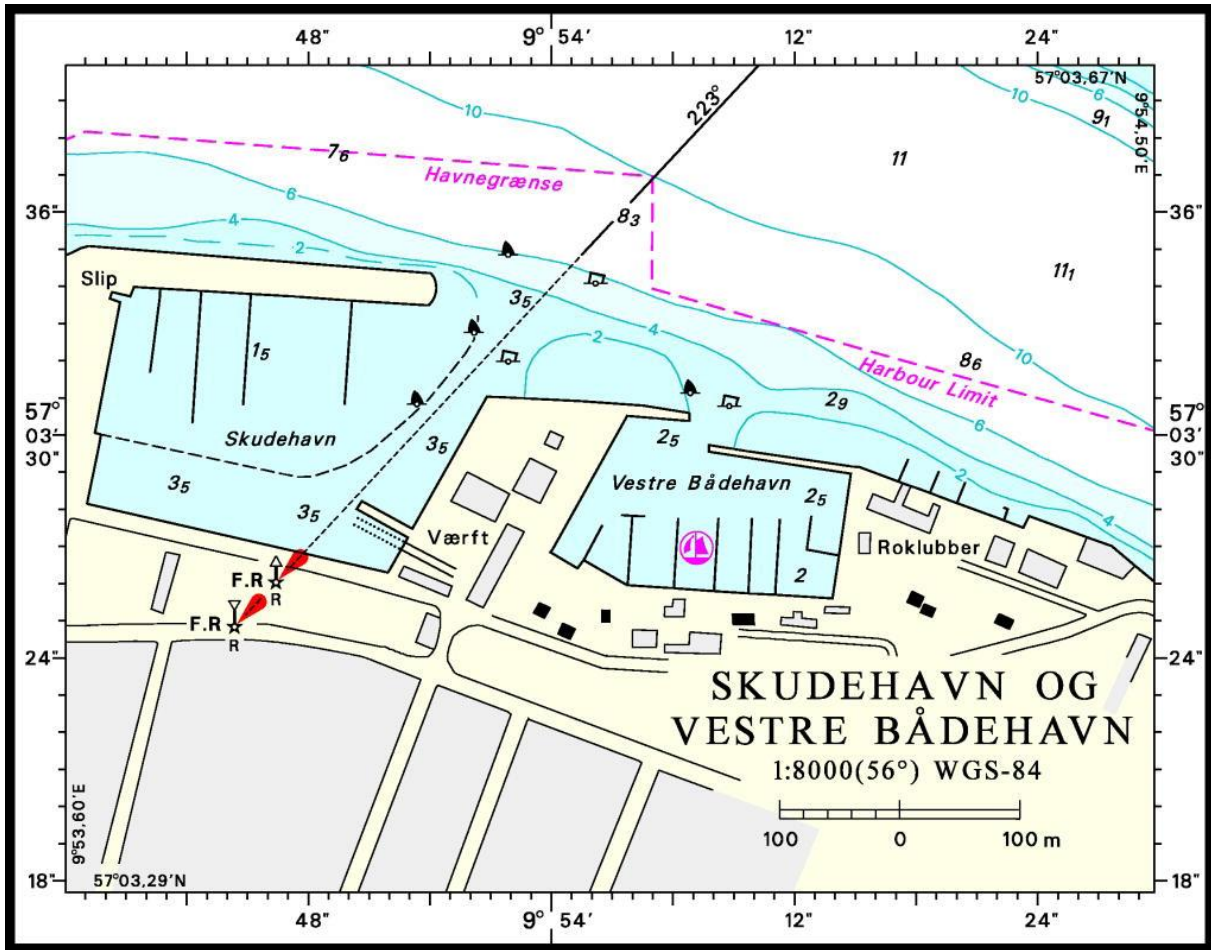 48"
9° 54'
12"
24"
57°03,67'N
9°54,50'E
10
223°
10
6
9₁
7₆
Havnegrænse
11
6
36"
4
8₃
36"
2
Slip
11₁
3₅
4
2
10
1₅
8₆
Harbour Limit
57°
03'
30"
Skudehavn
3₅
2₅
2₉
6
57°
03'
30"
3₅
Vestre Bådehavn
2₅
2
4
3₅
Værft
1
Roklubber
F.R
R
2
F.R
R
24"
24"
SKUDEHAVN OG
VESTRE BÅDEHAVN
1:8000(56°) WGS-84
100 0 100 m
9°53,60'E
57°03,29'N
18"
18"
48"
9° 54'
12"
24"